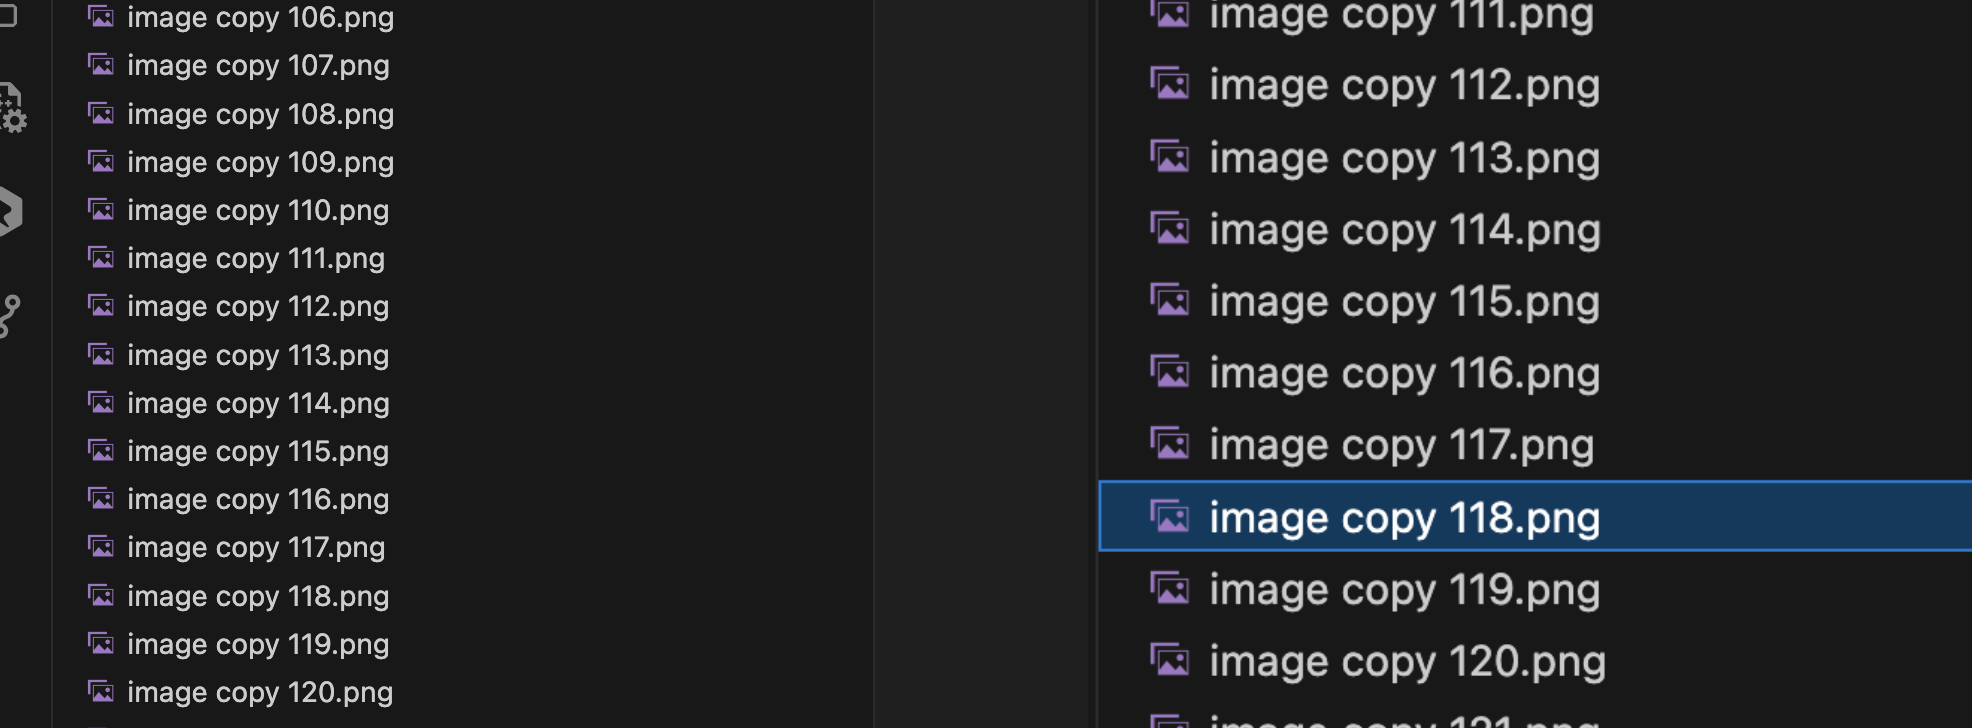 image copy 106.png
image copy 107.png
image copy 108.png
image copy 109.png
image copy 110.png
image copy 111.png
image copy 112.png
image copy 113.png
image copy 114.png
image copy 115.png
image copy 116.png
image copy 117.png
image copy 118.png
image copy 119.png
image copy 120.png
image copy 111.png
image copy 112.png
image copy 113.png
image copy 114.png
image copy 115.png
image copy 116.png
image copy 117.png
image copy 118.png
image copy 119.png
image copy 120.png
image copy 121.png